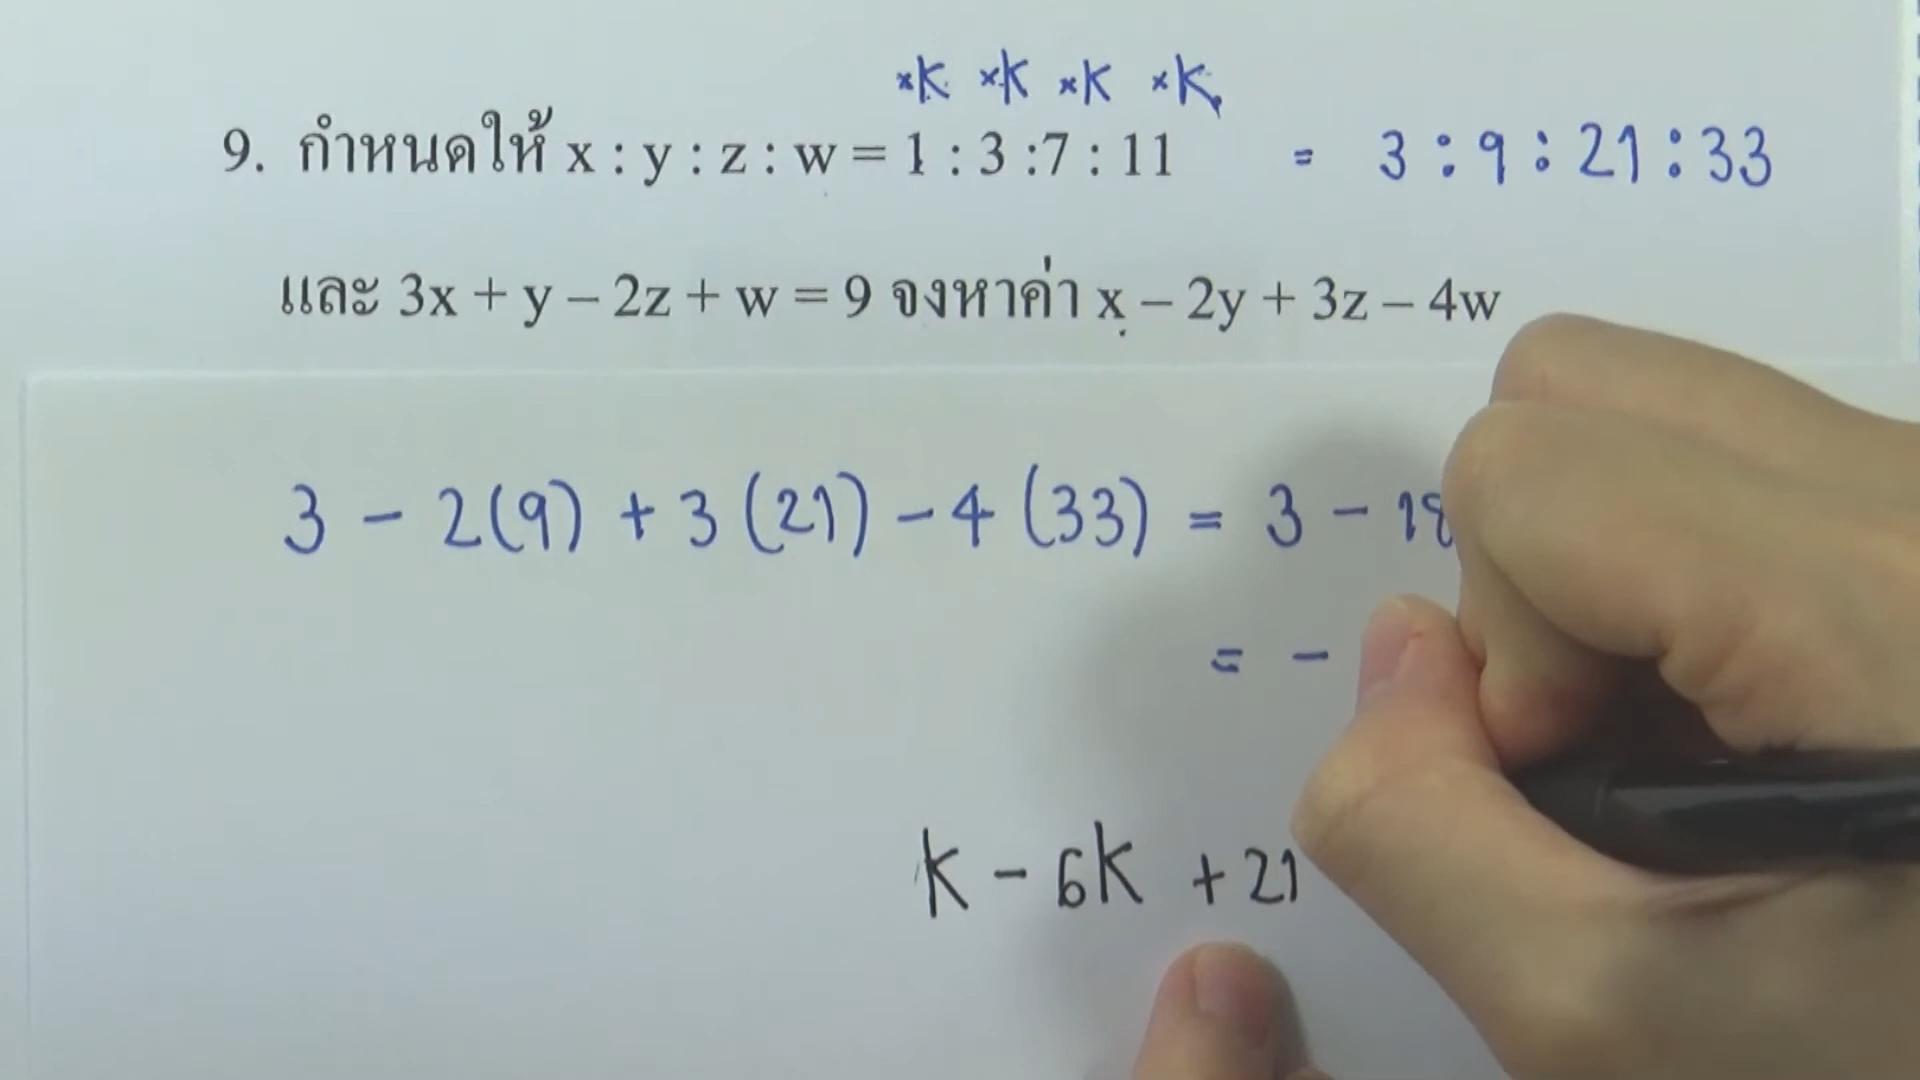 ×K ×K ×K ×K
9. กำหนดให้ x : y : z : w = 1 : 3 :7 : 11 = 3 : 9 : 21 : 33
และ 3x + y – 2z + w = 9 จงหาค่า x – 2y + 3z – 4w
3 - 2(9) + 3(21) - 4(33) = 3 - 18
= -
K - 6K + 21